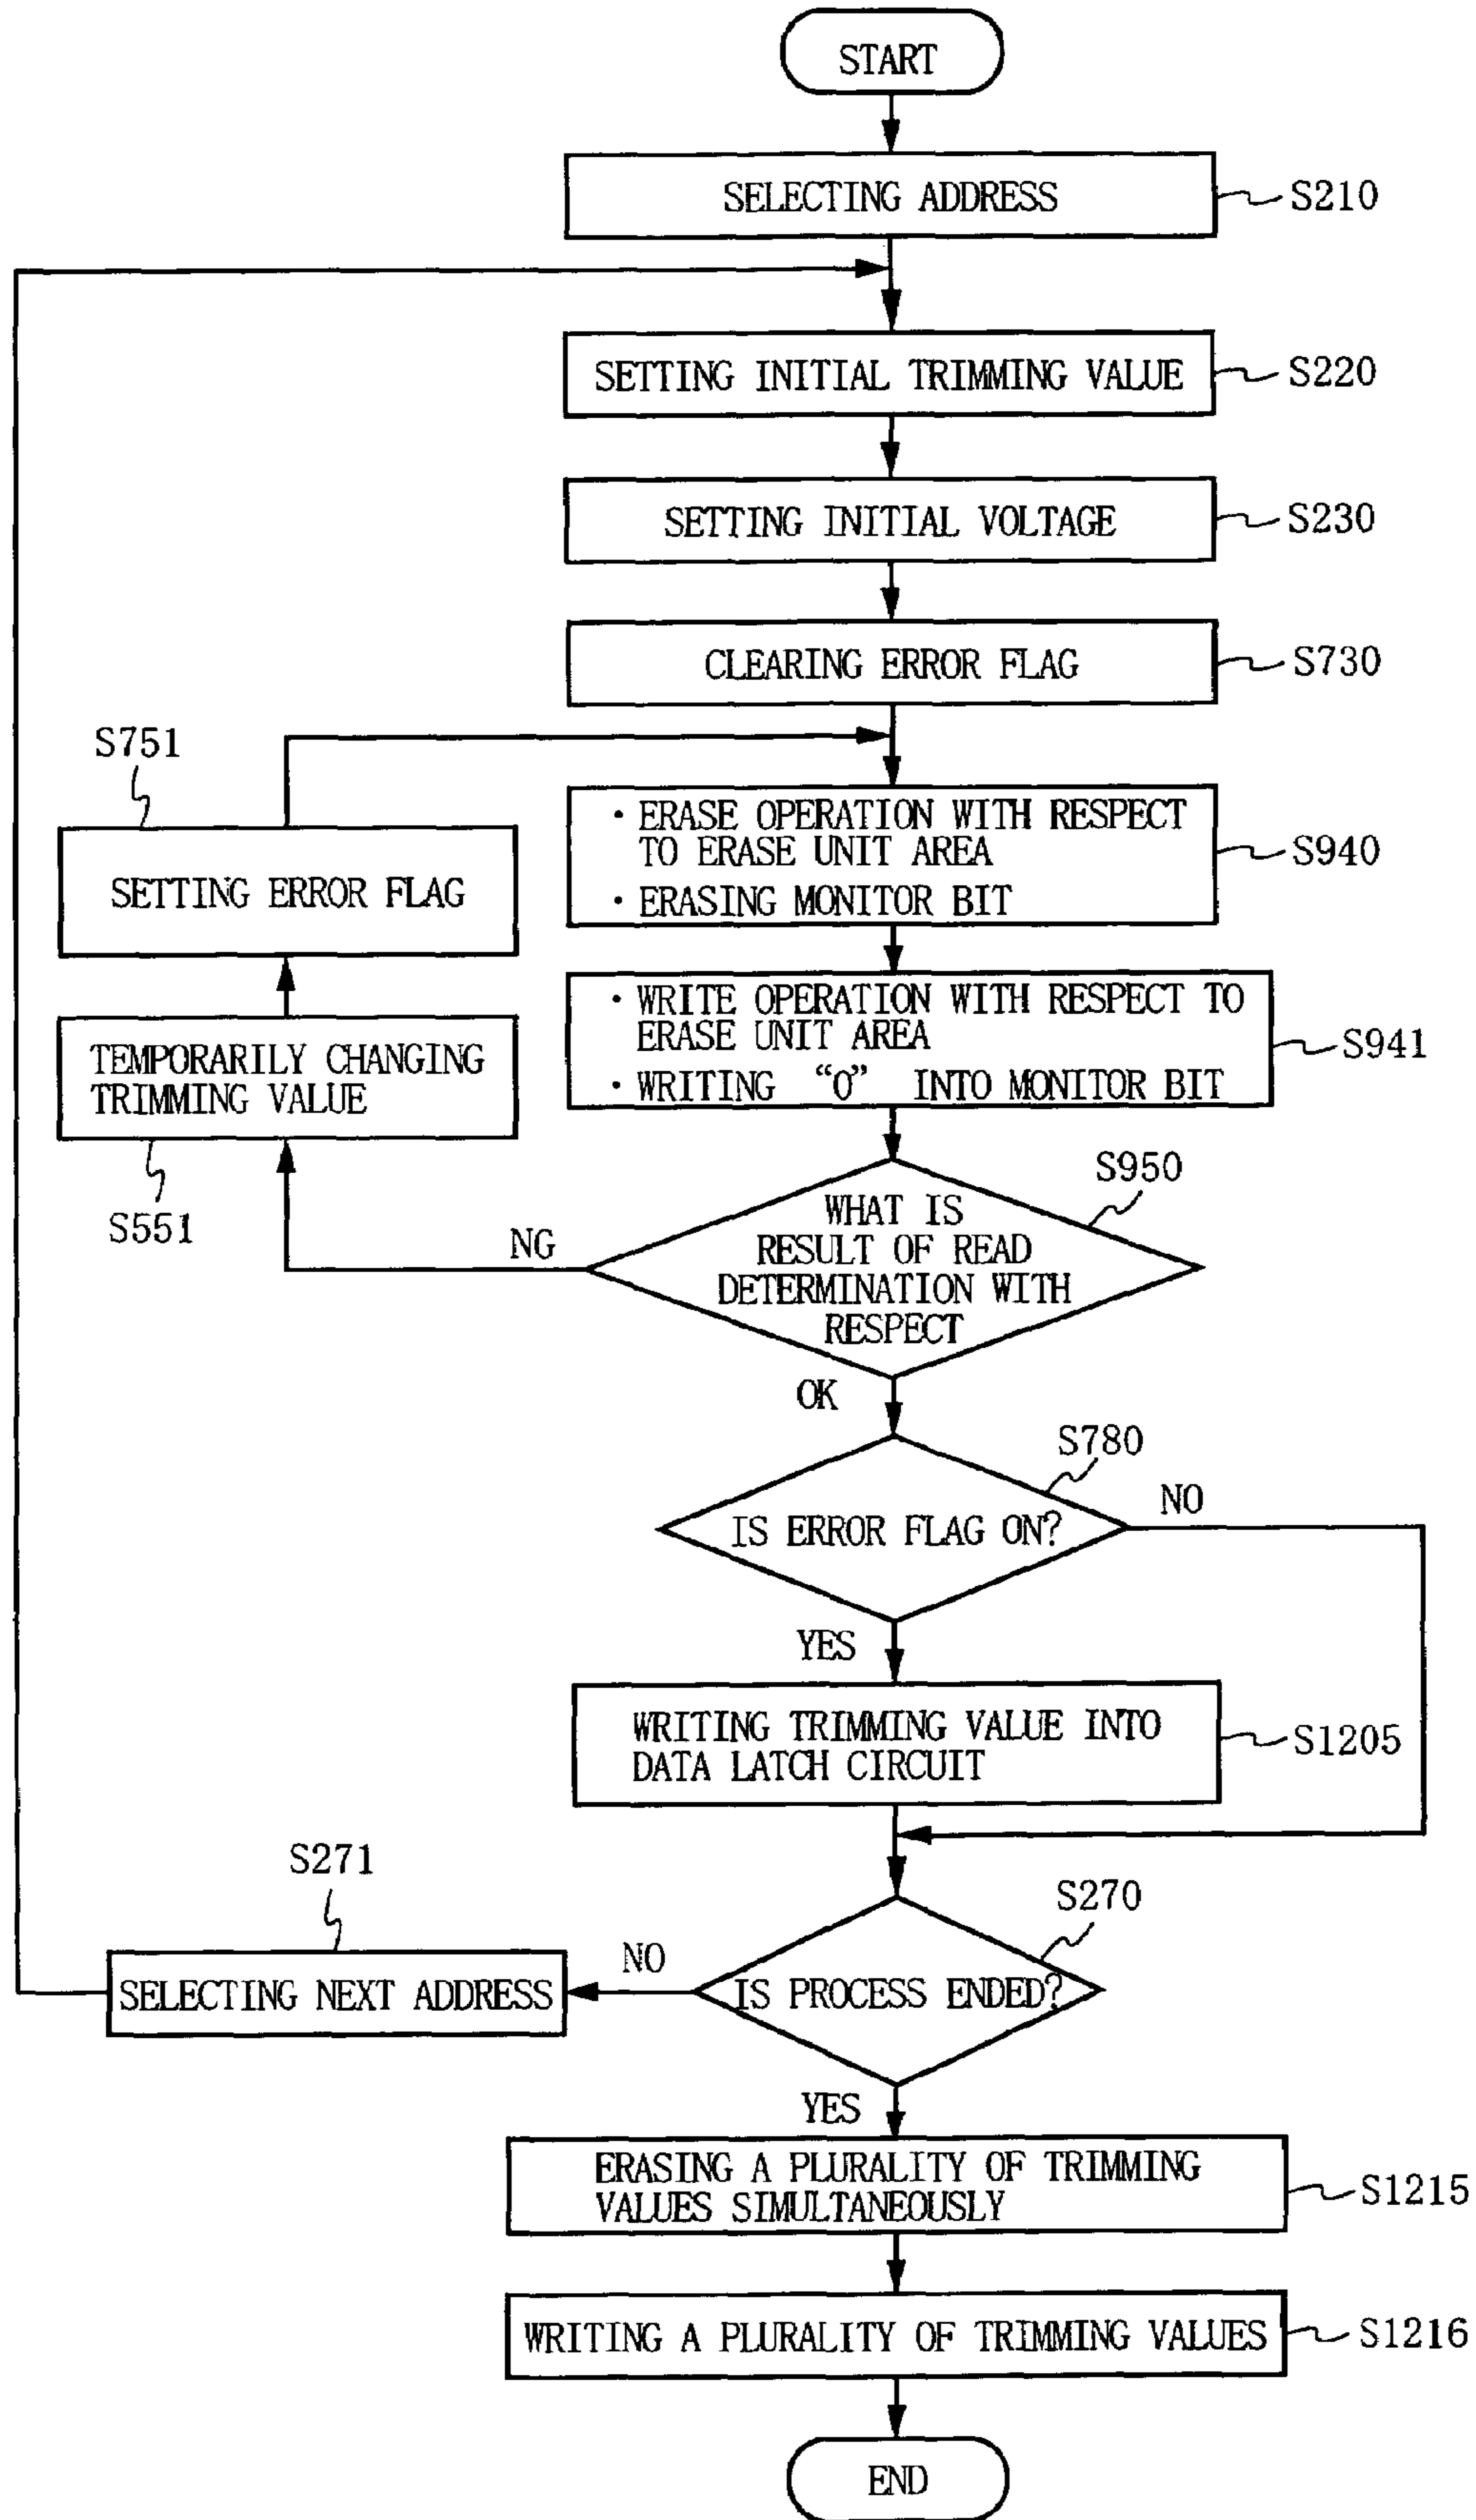 START
SELECTING ADDRESS
S210
SETTING INITIAL TRIMMING VALUE
S220
SETTING INITIAL VOLTAGE
S230
CLEARING ERROR FLAG
S730
S751
SETTING ERROR FLAG
· ERASE OPERATION WITH RESPECT
TO ERASE UNIT AREA
· ERASING MONITOR BIT
S940
TEMPORARILY CHANGING
TRIMMING VALUE
S551
· WRITE OPERATION WITH RESPECT TO
ERASE UNIT AREA
· WRITING “0” INTO MONITOR BIT
S941
S950
WHAT IS
RESULT OF READ
DETERMINATION WITH
RESPECT
NG
OK
S780
IS ERROR FLAG ON?
NO
YES
WRITING TRIMMING VALUE INTO
DATA LATCH CIRCUIT
S1205
S271
SELECTING NEXT ADDRESS
NO
S270
IS PROCESS ENDED?
YES
ERASING A PLURALITY OF TRIMMING
VALUES SIMULTANEOUSLY
S1215
WRITING A PLURALITY OF TRIMMING VALUES
S1216
END